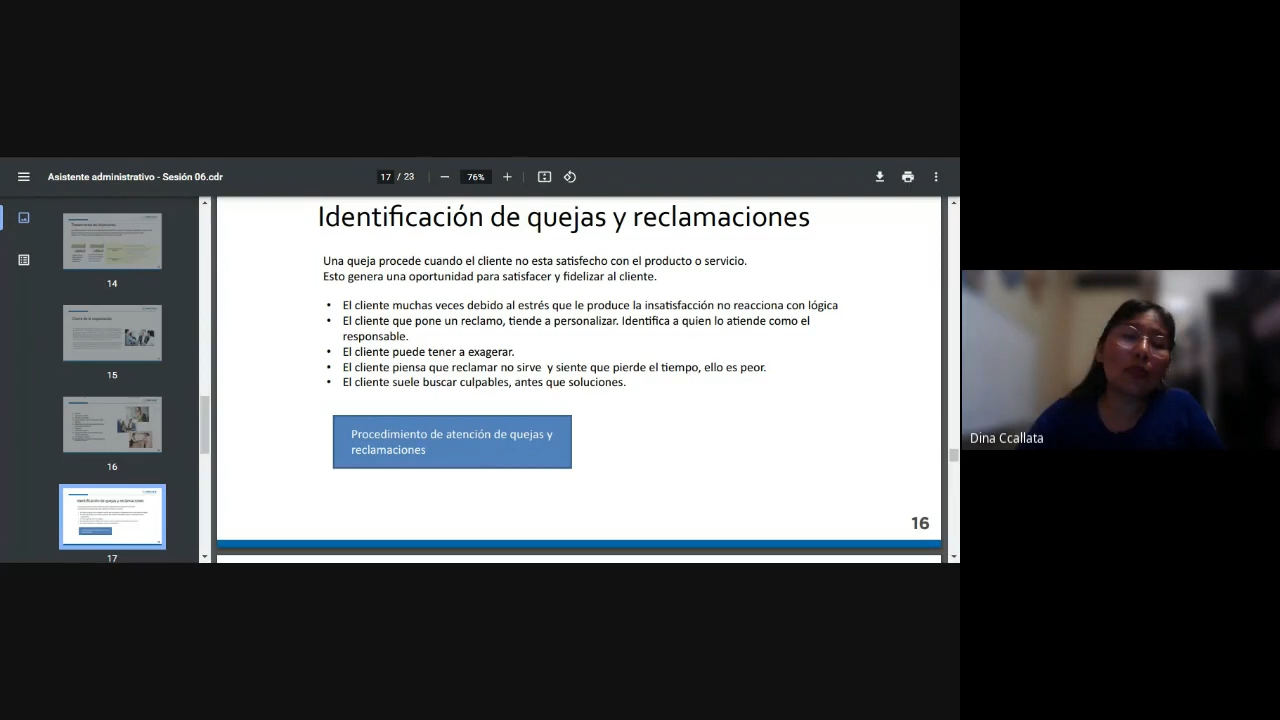 Asistente administrativo - Sesión 06.cdr
17 / 23
76%
14
15
16
17
Identificación de quejas y reclamaciones
Una queja procede cuando el cliente no esta satisfecho con el producto o servicio.
Esto genera una oportunidad para satisfacer y fidelizar al cliente.
• El cliente muchas veces debido al estrés que le produce la insatisfacción no reacciona con lógica
• El cliente que pone un reclamo, tiende a personalizar. Identifica a quien lo atiende como el
responsable.
• El cliente puede tener a exagerar.
• El cliente piensa que reclamar no sirve y siente que pierde el tiempo, ello es peor.
• El cliente suele buscar culpables, antes que soluciones.
Procedimiento de atención de quejas y
reclamaciones
16
Dina Ccallata